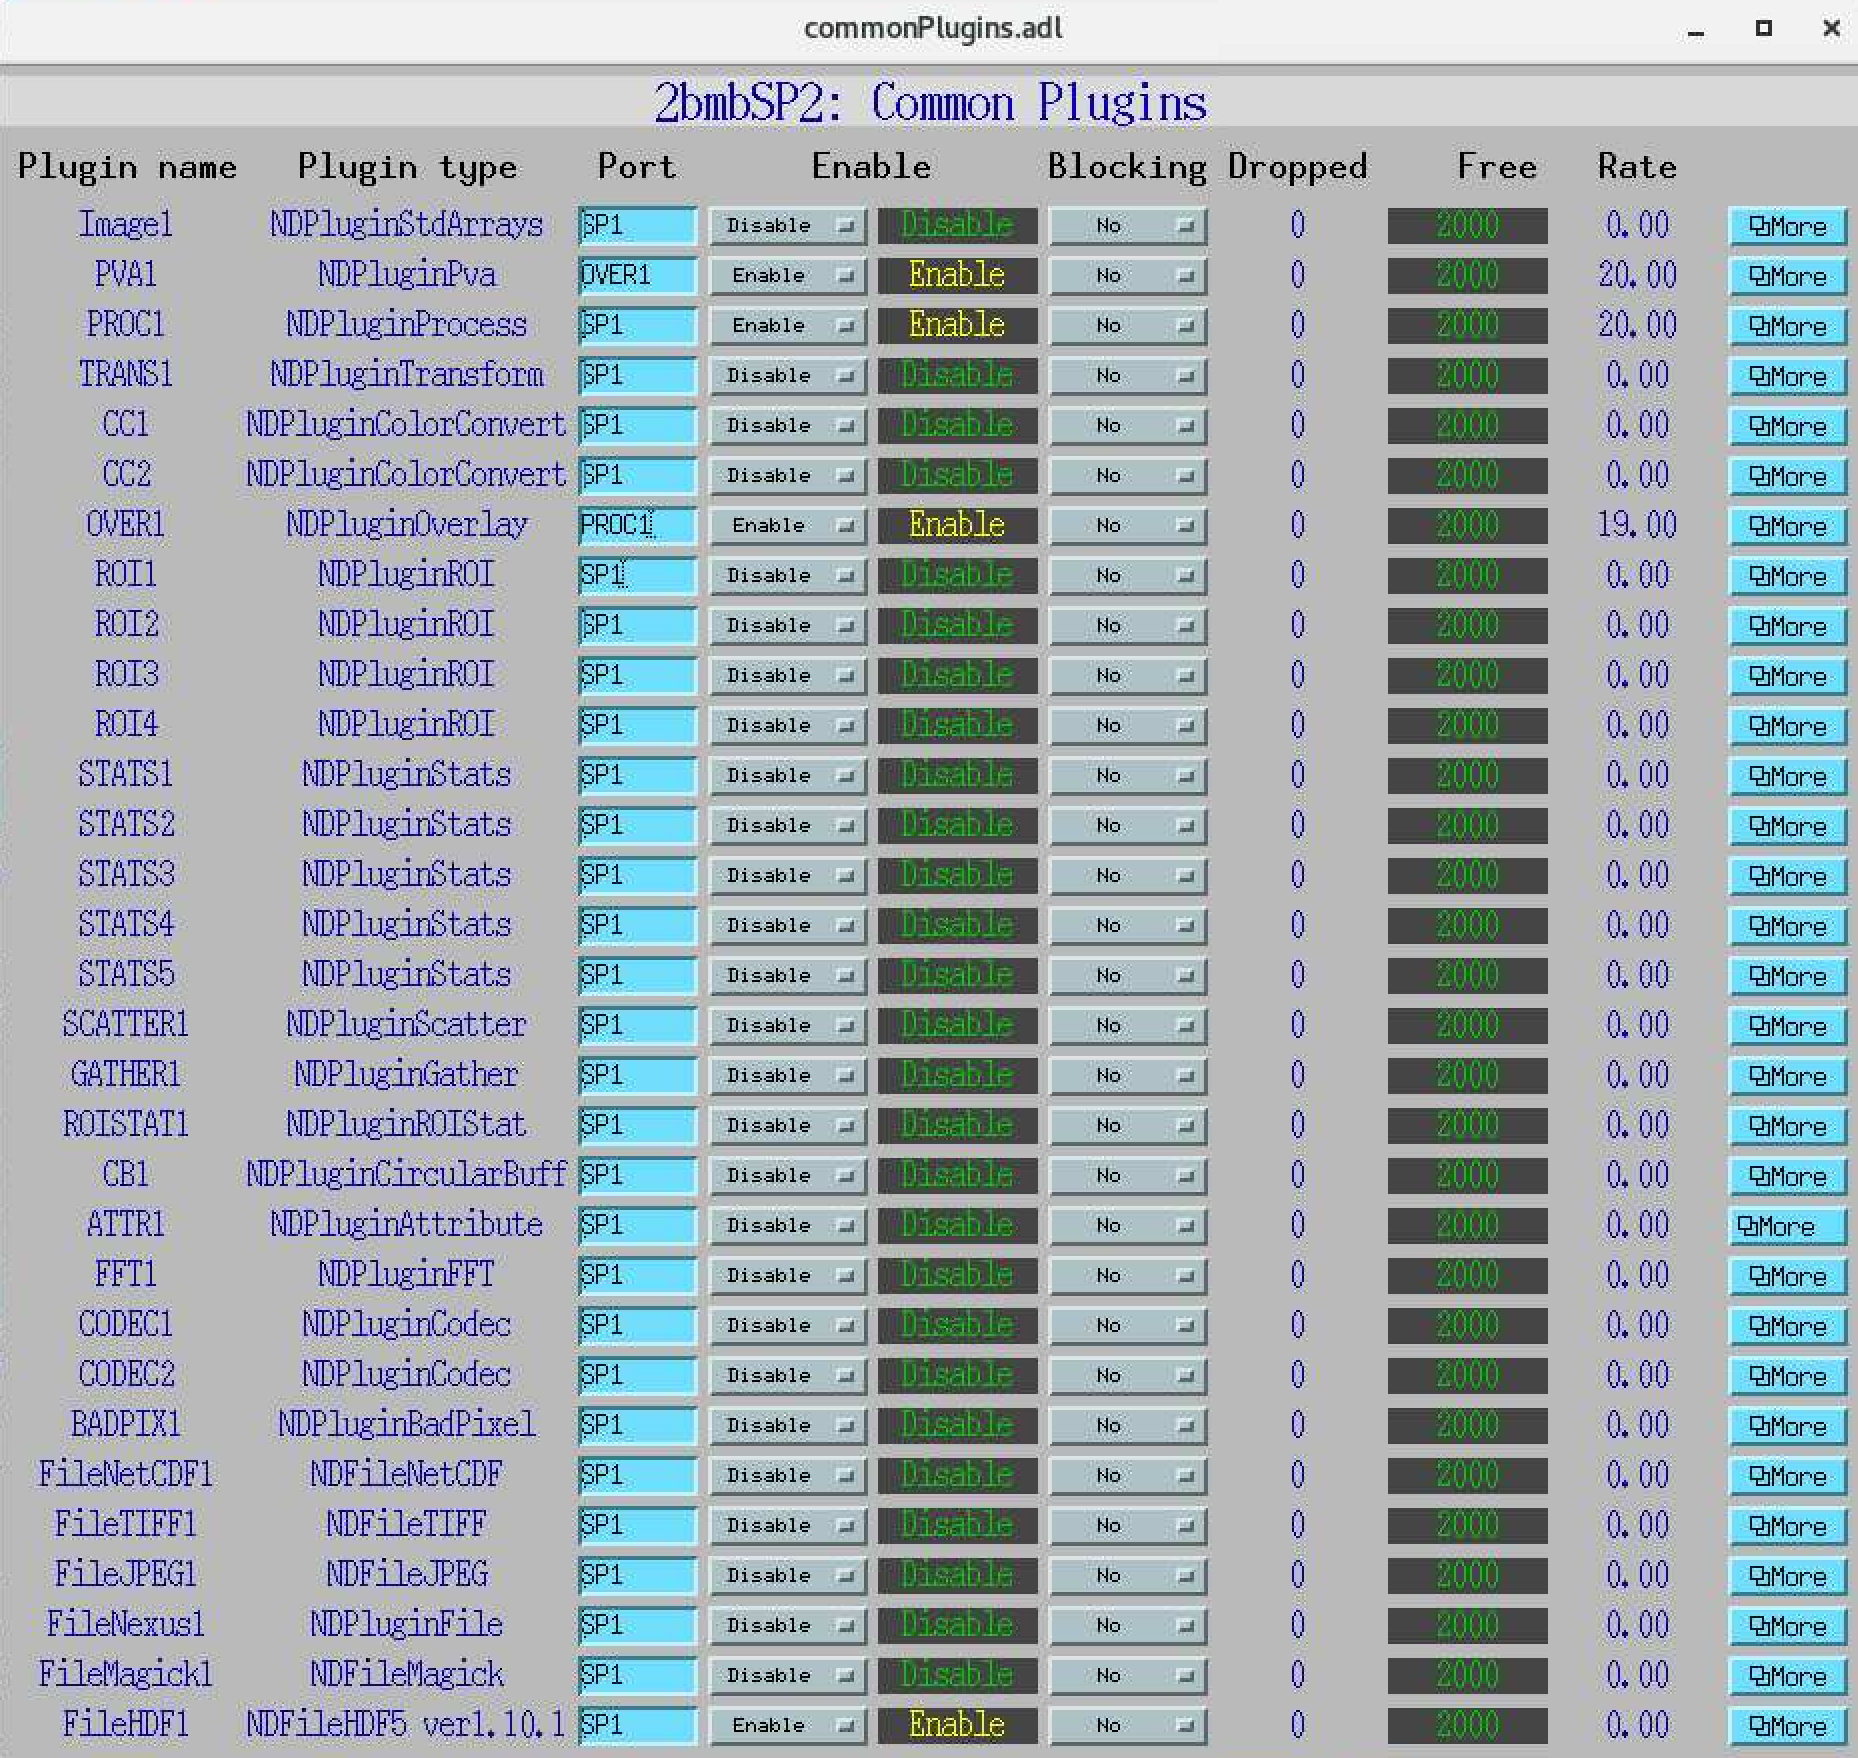 commonPlugins.adl
2bmbSP2: Common Plugins
Plugin name Plugin type Port Enable Blocking Dropped Free Rate
Image1 NDPluginStdArrays SP1 Disable Disable No 0 2000 0.00 More
PVA1 NDPluginPva OVER1 Enable Enable No 0 2000 20.00 More
PROC1 NDPluginProcess SP1 Enable Enable No 0 2000 20.00 More
TRANS1 NDPluginTransform SP1 Disable Disable No 0 2000 0.00 More
CC1 NDPluginColorConvert SP1 Disable Disable No 0 2000 0.00 More
CC2 NDPluginColorConvert SP1 Disable Disable No 0 2000 0.00 More
OVER1 NDPluginOverlay PROC1 Enable Enable No 0 2000 19.00 More
ROI1 NDPluginROI SP1 Disable Disable No 0 2000 0.00 More
ROI2 NDPluginROI SP1 Disable Disable No 0 2000 0.00 More
ROI3 NDPluginROI SP1 Disable Disable No 0 2000 0.00 More
ROI4 NDPluginROI SP1 Disable Disable No 0 2000 0.00 More
STATS1 NDPluginStats SP1 Disable Disable No 0 2000 0.00 More
STATS2 NDPluginStats SP1 Disable Disable No 0 2000 0.00 More
STATS3 NDPluginStats SP1 Disable Disable No 0 2000 0.00 More
STATS4 NDPluginStats SP1 Disable Disable No 0 2000 0.00 More
STATS5 NDPluginStats SP1 Disable Disable No 0 2000 0.00 More
SCATTER1 NDPluginScatter SP1 Disable Disable No 0 2000 0.00 More
GATHER1 NDPluginGather SP1 Disable Disable No 0 2000 0.00 More
ROISTAT1 NDPluginROIStat SP1 Disable Disable No 0 2000 0.00 More
CB1 NDPluginCircularBuff SP1 Disable Disable No 0 2000 0.00 More
ATTR1 NDPluginAttribute SP1 Disable Disable No 0 2000 0.00 More
FFT1 NDPluginFFT SP1 Disable Disable No 0 2000 0.00 More
CODEC1 NDPluginCodec SP1 Disable Disable No 0 2000 0.00 More
CODEC2 NDPluginCodec SP1 Disable Disable No 0 2000 0.00 More
BADPIX1 NDPluginBadPixel SP1 Disable Disable No 0 2000 0.00 More
FileNetCDF1 NDFileNetCDF SP1 Disable Disable No 0 2000 0.00 More
FileTIFF1 NDFileTIFF SP1 Disable Disable No 0 2000 0.00 More
FileJPEG1 NDFileJPEG SP1 Disable Disable No 0 2000 0.00 More
FileNexus1 NDPluginFile SP1 Disable Disable No 0 2000 0.00 More
FileMagick1 NDFileMagick SP1 Disable Disable No 0 2000 0.00 More
FileHDF1 NDFileHDF5 ver1.10.1 SP1 Enable Enable No 0 2000 0.00 More